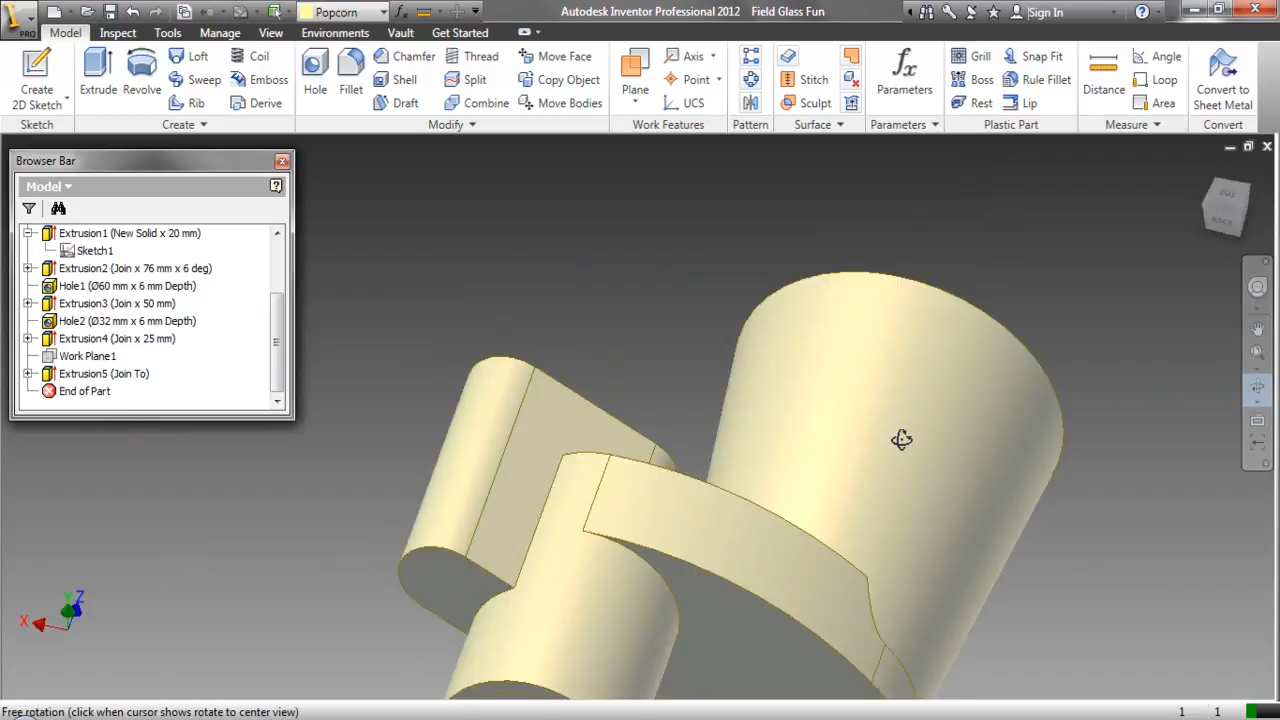 Popcorn
Autodesk Inventor Professional 2012 Field Glass Fun
Sign In
PRO
Model Inspect Tools Manage View Environments Vault Get Started
Create
2D Sketch
Extrude
Revolve
Loft
Sweep
Rib
Coil
Emboss
Derive
Hole
Fillet
Chamfer
Shell
Draft
Thread
Split
Combine
Move Face
Copy Object
Move Bodies
Plane
Axis
Point
UCS
Stitch
Sculpt
Parameters
Grill
Boss
Rest
Snap Fit
Rule Fillet
Lip
Distance
Angle
Loop
Area
Convert to
Sheet Metal
Sketch Create Modify Work Features Pattern Surface Parameters Plastic Part Measure Convert
Browser Bar
Model
Extrusion1 (New Solid x 20 mm)
Sketch1
Extrusion2 (Join x 76 mm x 6 deg)
Hole1 (Ø60 mm x 6 mm Depth)
Extrusion3 (Join x 50 mm)
Hole2 (Ø32 mm x 6 mm Depth)
Extrusion4 (Join x 25 mm)
Work Plane1
Extrusion5 (Join To)
End of Part
X Y Z
Free rotation (click when cursor shows rotate to center view)
1 1